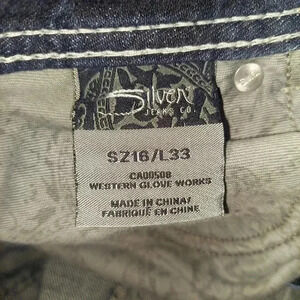 Silver
JEANS CO.
SZ16/L33
CA00508
WESTERN GLOVE WORKS
MADE IN CHINA/
FABRIQUÉ EN CHINE